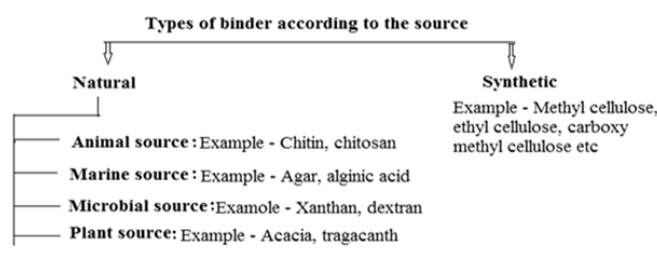 Types of binder according to the source
Natural
Synthetic
Example - Methyl cellulose,
ethyl cellulose, carboxy
methyl cellulose etc
Animal source: Example - Chitin, chitosan
Marine source: Example - Agar, alginic acid
Microbial source:Examole - Xanthan, dextran
Plant source: Example - Acacia, tragacanth